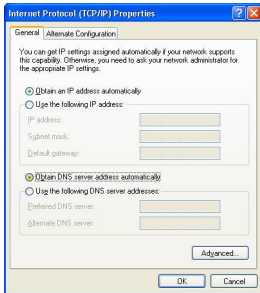 Internet Protocol (TCP/IP) Properties
General
Alternate Configuration
You can get IP settings assigned automatically if your network supports
this capability. Otherwise, you need to ask your network administrator for
the appropriate IP settings.
Obtain an IP address automatically
Use the following IP address:
IP address:
Subnet mask:
Default gateway:
Obtain DNS server address automatically
Use the following DNS server addresses:
Preferred DNS server:
Alternate DNS server:
Advanced...
OK
Cancel